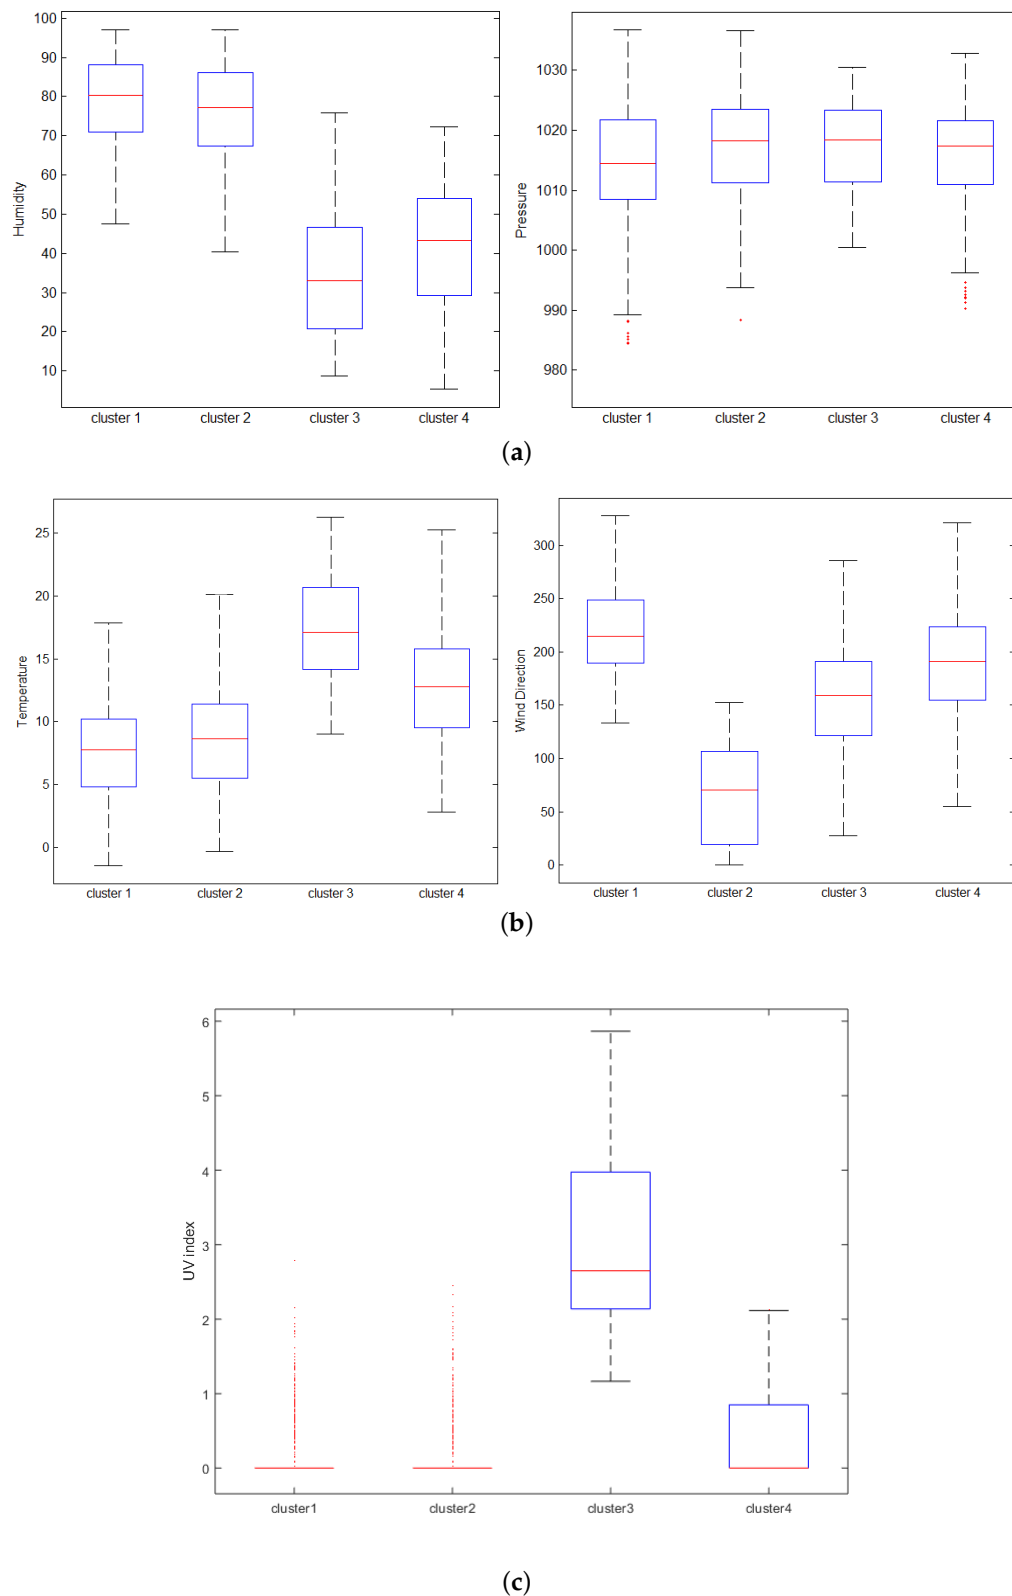 100
90
80
70
60
50
40
30
20
10
Humidity
cluster 1 cluster 2 cluster 3 cluster 4
1030
1020
1010
1000
990
980
Pressure
cluster 1 cluster 2 cluster 3 cluster 4
(a)
25
20
15
10
5
0
Temperature
cluster 1 cluster 2 cluster 3 cluster 4
300
250
200
150
100
50
0
Wind Direction
cluster 1 cluster 2 cluster 3 cluster 4
(b)
6
5
4
3
2
1
0
UV index
cluster1 cluster2 cluster3 cluster4
(c)